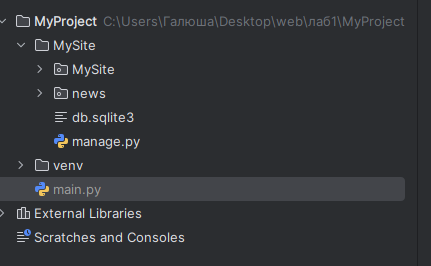 MyProject C:\Users\Галюша\Desktop\web\лаб1\MyProject
MySite
MySite
news
db.sqlite3
manage.py
venv
main.py
External Libraries
Scratches and Consoles